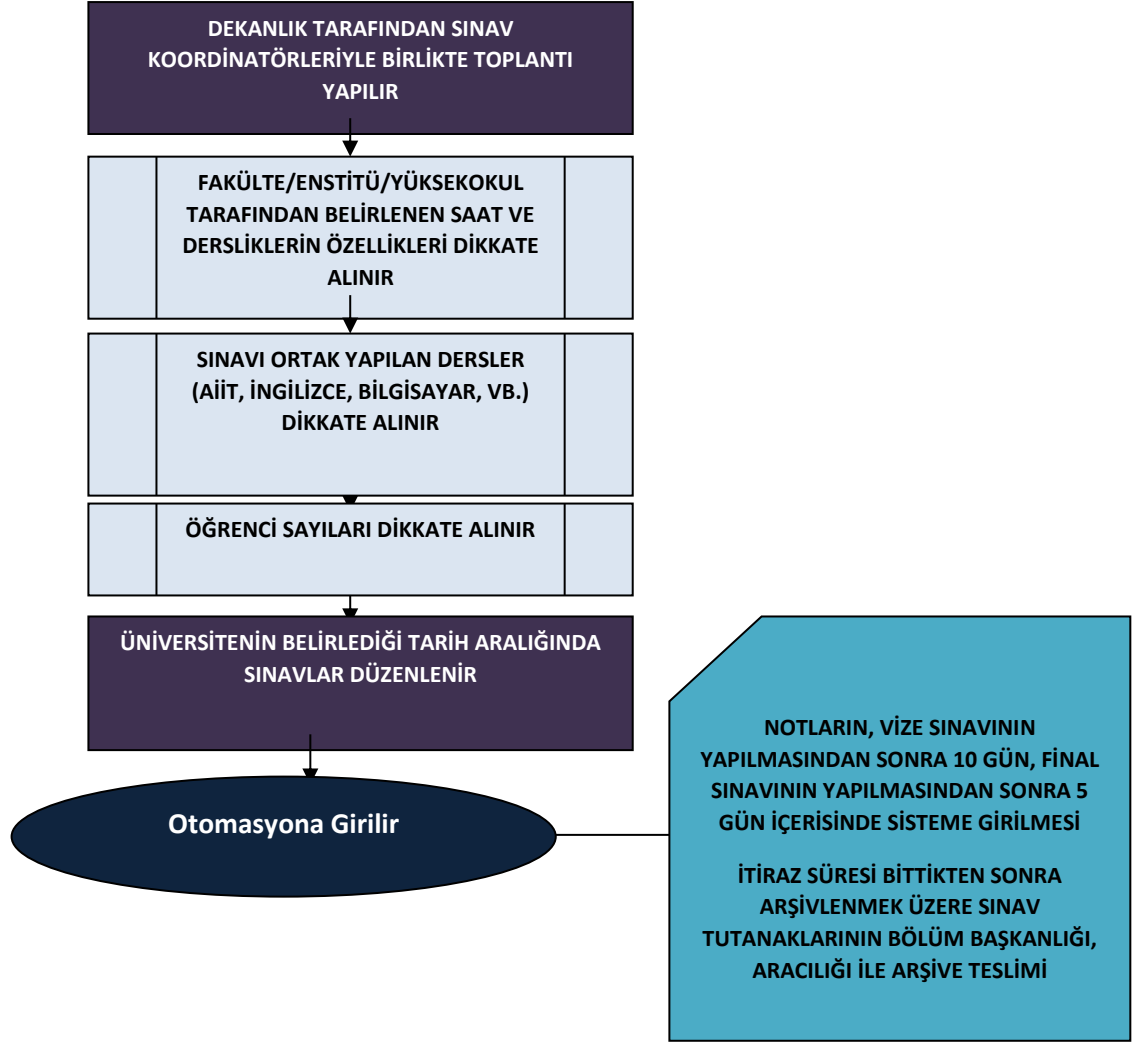 DEKANLIK TARAFINDAN SINAV
KOORDİNATÖRLERİYLE BİRLİKTE TOPLANTI
YAPILIR
FAKÜLTE/ENSTİTÜ/YÜKSEKOKUL
TARAFINDAN BELİRLENEN SAAT VE
DERSLİKLERİN ÖZELLİKLERİ DİKKATE
ALINIR
SINAVI ORTAK YAPILAN DERSLER
(AİİT, İNGİLİZCE, BİLGİSAYAR, VB.)
DİKKATE ALINIR
ÖĞRENCİ SAYILARI DİKKATE ALINIR
ÜNİVERSİTENİN BELİRLEDİĞİ TARİH ARALIĞINDA
SINAVLAR DÜZENLENİR
Otomasyona Girilir
NOTLARIN, VİZE SINAVININ
YAPILMASINDAN SONRA 10 GÜN, FİNAL
SINAVININ YAPILMASINDAN SONRA 5
GÜN İÇERİSİNDE SİSTEME GİRİLMESİ
İTİRAZ SÜRESİ BİTTİKTEN SONRA
ARŞİVLENMEK ÜZERE SINAV
TUTANAKLARININ BÖLÜM BAŞKANLIĞI,
ARACILIĞI İLE ARŞİVE TESLİMİ